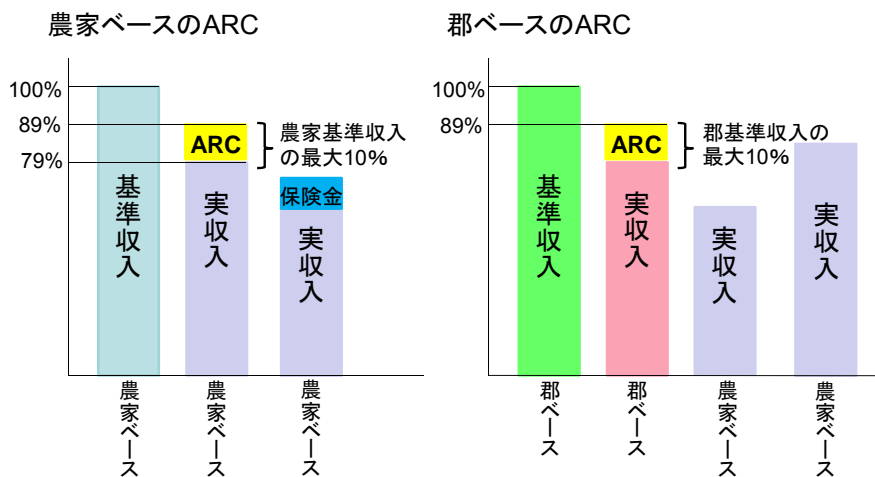 農家ベースのARC
100%
89%
79%
ARC
農家基準収入
の最大10%
基準収入
実収入
保険金
実収入
農家ベース
農家ベース
農家ベース
郡ベースのARC
100%
89%
ARC
郡基準収入の
最大10%
基準収入
実収入
実収入
実収入
郡ベース
郡ベース
農家ベース
農家ベース